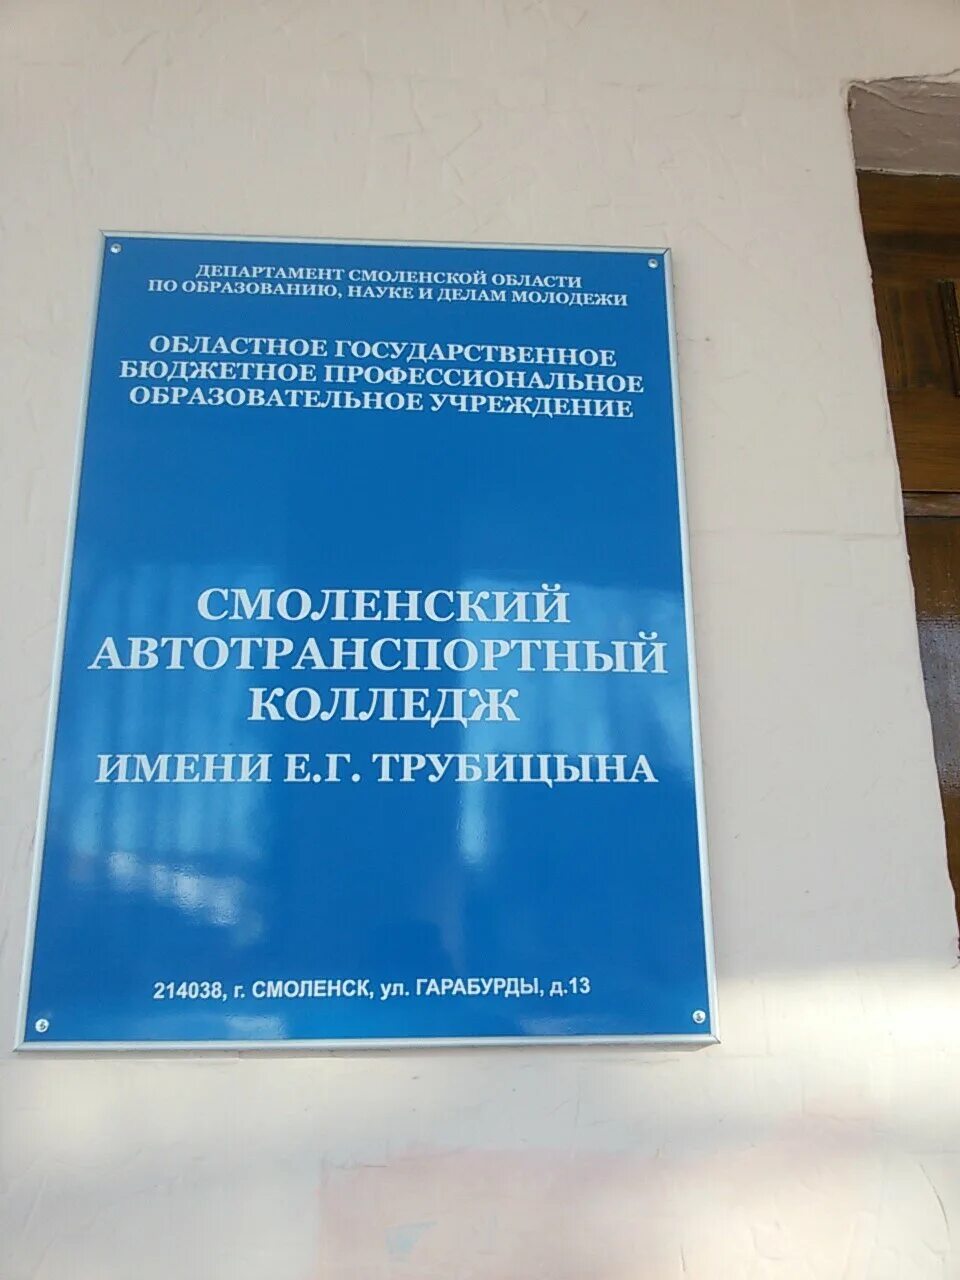 ДЕПАРТАМЕНТ СМОЛЕНСКОЙ ОБЛАСТИ
ПО ОБРАЗОВАНИЮ, НАУКЕ И ДЕЛАМ МОЛОДЕЖИ
ОБЛАСТНОЕ ГОСУДАРСТВЕННОЕ
БЮДЖЕТНОЕ ПРОФЕССИОНАЛЬНОЕ
ОБРАЗОВАТЕЛЬНОЕ УЧРЕЖДЕНИЕ
СМОЛЕНСКИЙ
АВТОТРАНСПОРТНЫЙ
КОЛЛЕДЖ
ИМЕНИ Е.Г. ТРУБИЦЫНА
214038, г. СМОЛЕНСК, ул. ГАРАБУРДЫ, д.13